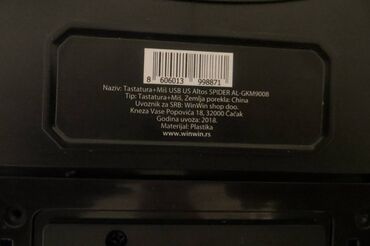 8 606013 998871
Naziv: Tastatura+Miš USB US Altos SPIDER AL-GKM9008
Tip: Tastatura+Miš, Zemlja porekla: China
Uvoznik za SRB: WinWin shop doo.
Kneza Vase Popovića 18, 32000 Čačak
Godina uvoza: 2018.
Materijal: Plastika
www.winwin.rs